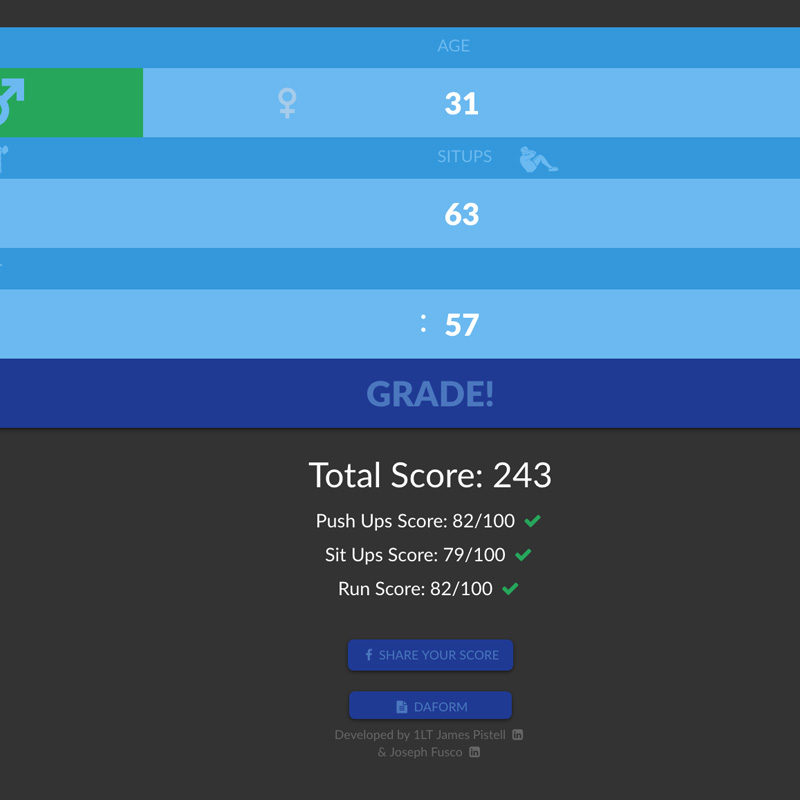 AGE
31
SITUPS
63
: 57
GRADE!
Total Score: 243
Push Ups Score: 82/100
Sit Ups Score: 79/100
Run Score: 82/100
SHARE YOUR SCORE
DAFORM
Developed by 1LT James Pistell
& Joseph Fusco